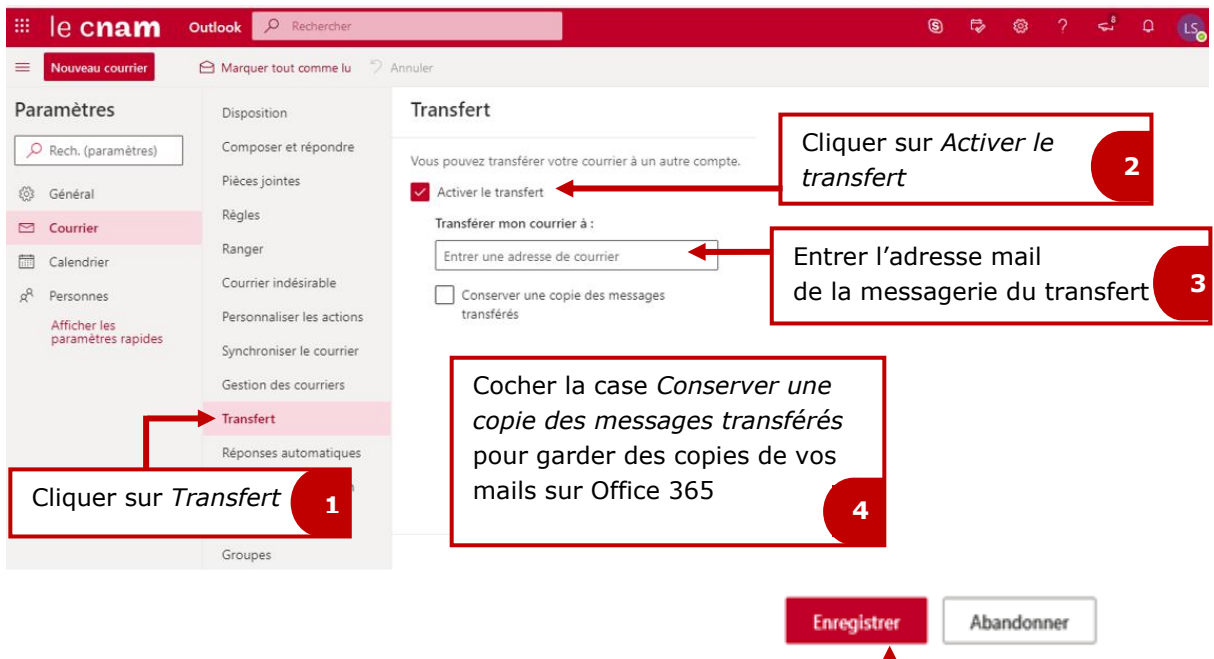 le cnam Outlook Rechercher 8 LS
Nouveau courrier Marquer tout comme lu Annuler
Paramètres
Rech. (paramètres)
Général
Courrier
Calendrier
Personnes
Afficher les
paramètres rapides
Disposition
Composer et répondre
Pièces jointes
Règles
Ranger
Courrier indésirable
Personnaliser les actions
Synchroniser le courrier
Gestion des courriers
Transfert
Réponses automatiques
Groupes
Transfert
Vous pouvez transférer votre courrier à un autre compte.
Activer le transfert
Transférer mon courrier à :
Entrer une adresse de courrier
Conserver une copie des messages
transférés
Cliquer sur Activer le
transfert
2
Entrer l’adresse mail
de la messagerie du transfert
3
Cocher la case Conserver une
copie des messages transférés
pour garder des copies de vos
mails sur Office 365
4
Cliquer sur Transfert
1
Enregistrer Abandonner